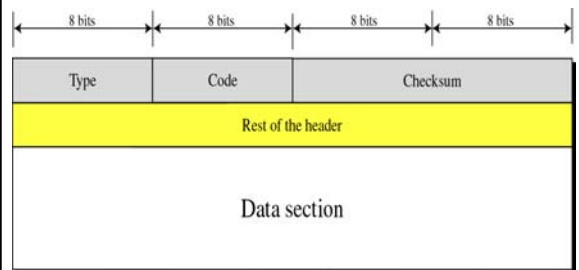 8 bits 8 bits 8 bits 8 bits
Type Code Checksum
Rest of the header
Data section